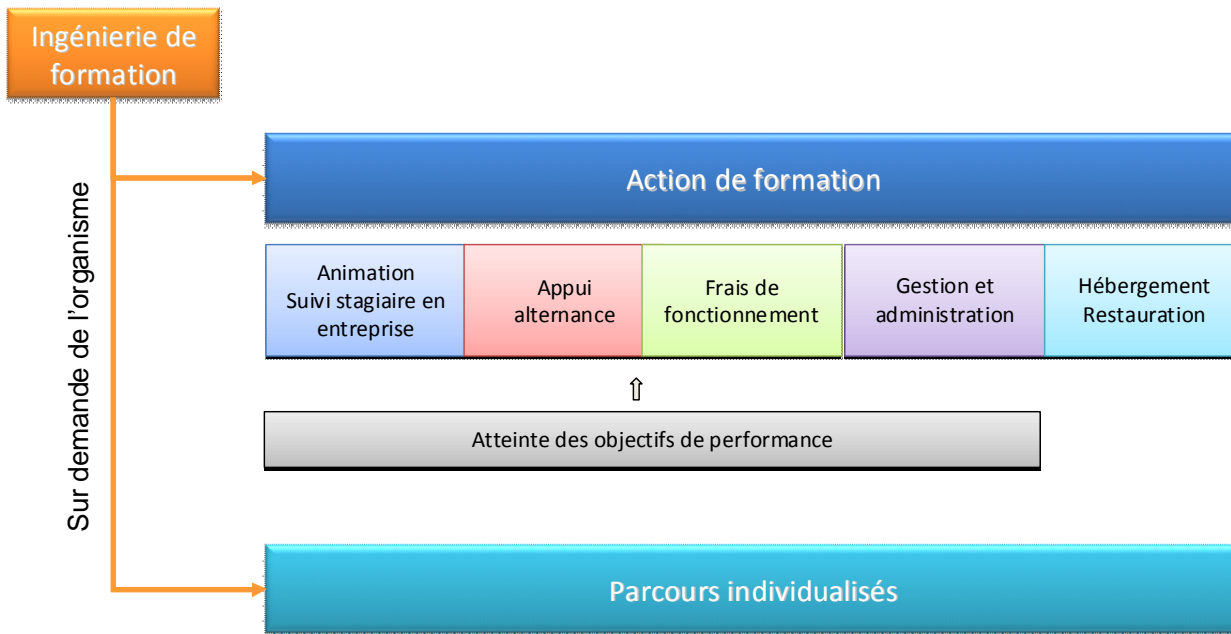 Ingénierie de
formation
Sur demande de l'organisme
Action de formation
Animation
Suivi stagiaire en
entreprise
Appui
alternance
Frais de
fonctionnement
Gestion et
administration
Hébergement
Restauration
Atteinte des objectifs de performance
Parcours individualisés